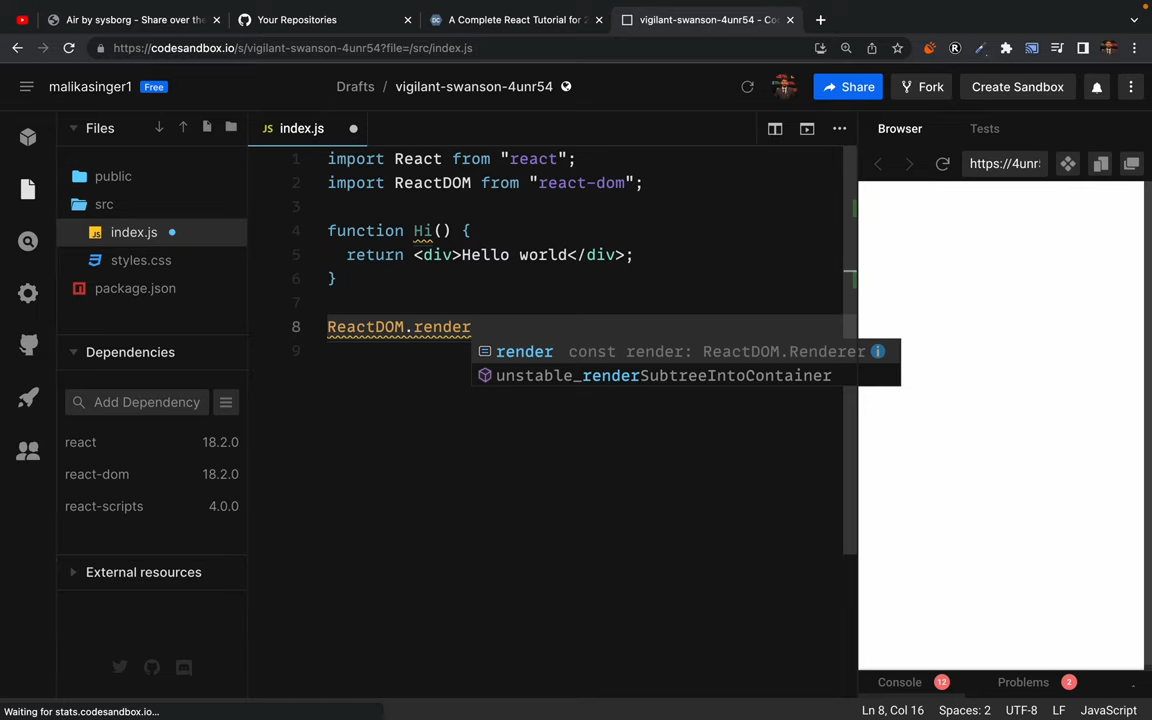 Air by sysborg - Share over the
Your Repositories
A Complete React Tutorial for 2
vigilant-swanson-4unr54 - Co
https://codesandbox.io/s/vigilant-swanson-4unr54?file=/src/index.js
malikasinger1 Free
Drafts / vigilant-swanson-4unr54
Share
Fork
Create Sandbox
Files
JS index.js
Browser
Tests
https://4unr
public
src
index.js
styles.css
package.json
1 import React from "react";
2 import ReactDOM from "react-dom";
3
4 function Hi() {
5 return <div>Hello world</div>;
6 }
7
8 ReactDOM.render
9
render const render: ReactDOM.Renderer
unstable_renderSubtreeIntoContainer
Dependencies
Add Dependency
react 18.2.0
react-dom 18.2.0
react-scripts 4.0.0
External resources
Console 12
Problems 2
Waiting for stats.codesandbox.io...
Ln 8, Col 16 Spaces: 2 UTF-8 LF JavaScript